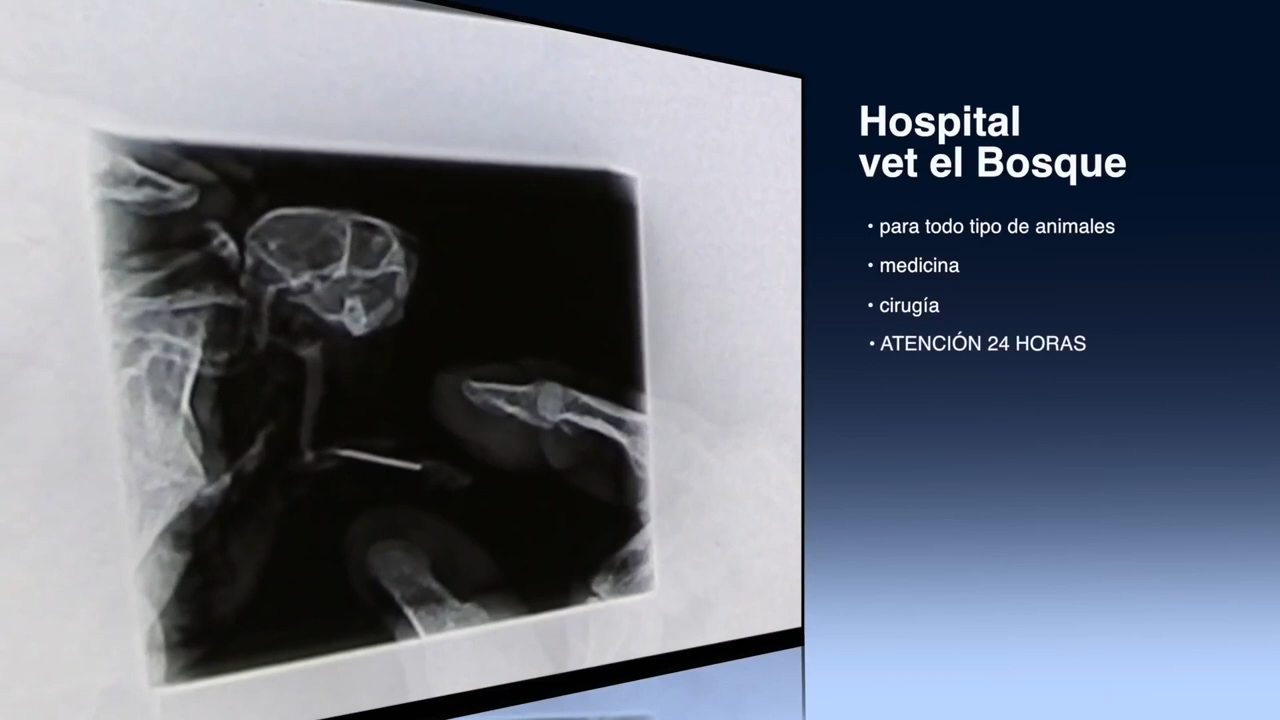 Hospital
vet el Bosque
• para todo tipo de animales
• medicina
• cirugía
• ATENCIÓN 24 HORAS